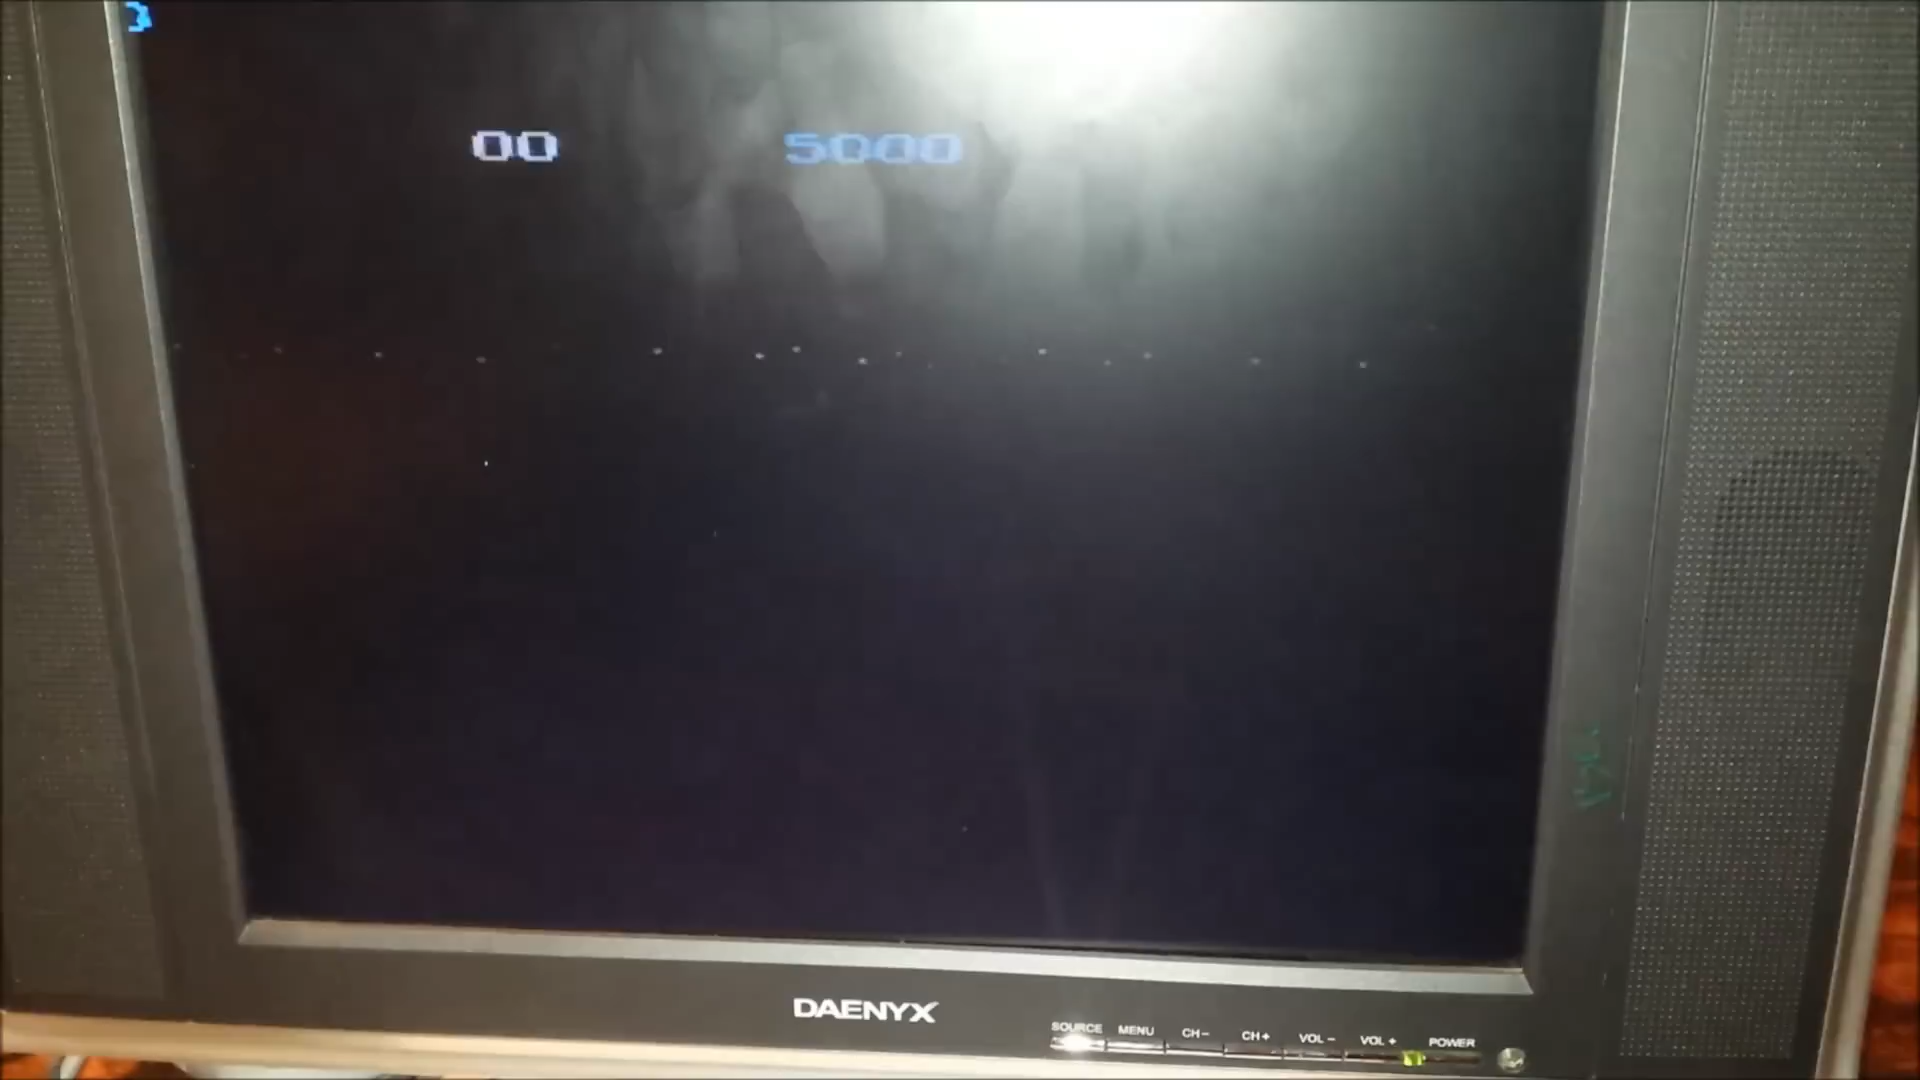 00 5000
DAENYX
SOURCE MENU CH− CH+ VOL − VOL + POWER